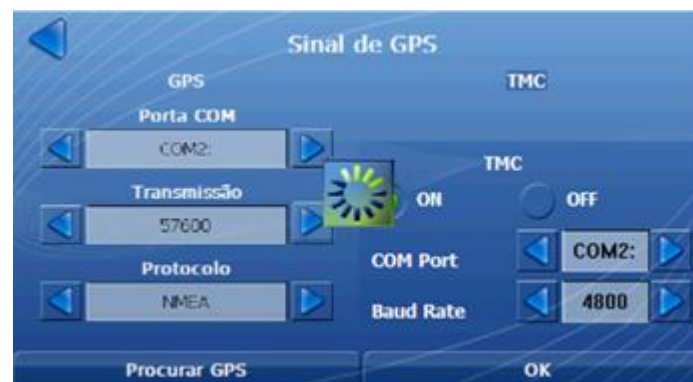 Sinal de GPS
GPS
TMC
Porta COM
COM2:
Transmissão
57600
Protocolo
NMEA
TMC
ON
OFF
COM Port
COM2:
Baud Rate
4800
Procurar GPS
OK